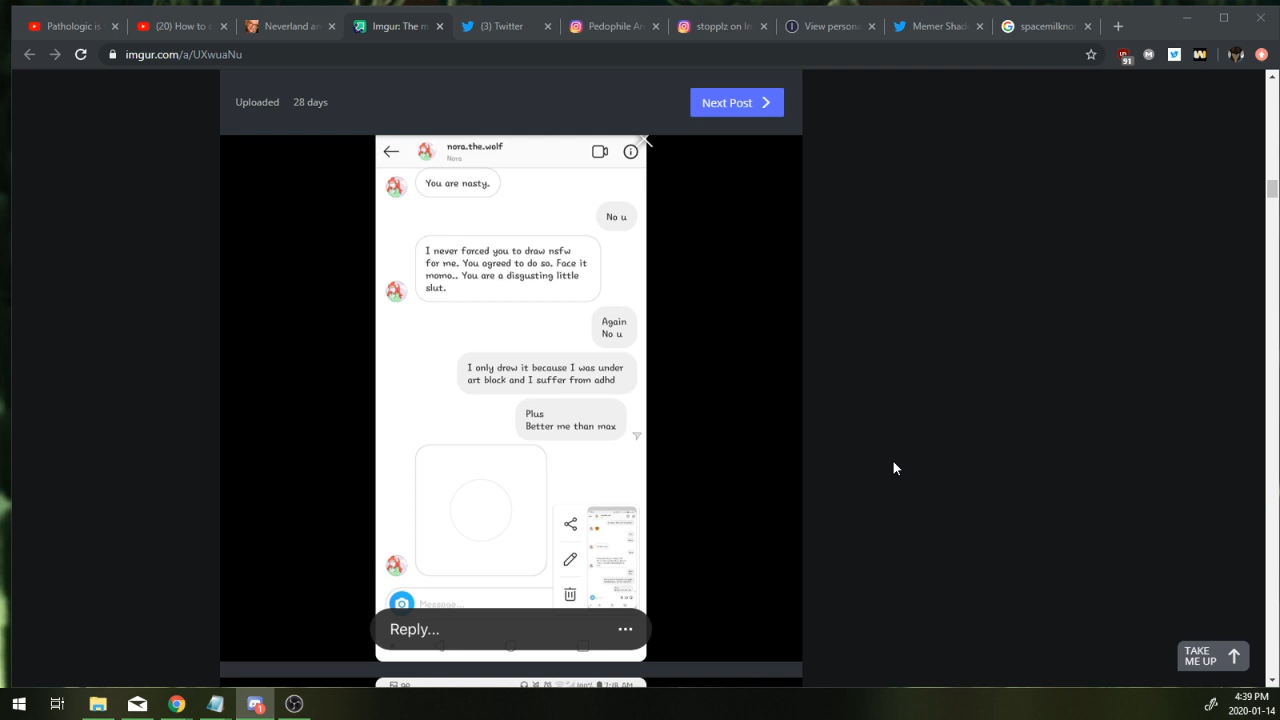 Pathologic is
(20) How to c
Neverland an
Imgur: The m
(3) Twitter
Pedophile An
stopplz on In
View person
Memer Shad
spacemilkno
imgur.com/a/UXwuaNu
91
Uploaded 28 days
Next Post
nora.the.wolf
Nora
You are nasty.
No u
I never forced you to draw nsfw
for me. You agreed to do so. Face it
momo.. You are a disgusting little
slut.
Again
No u
I only drew it because I was under
art block and I suffer from adhd
Plus
Better me than max
Message...
Reply...
TAKE
ME UP
4:39 PM
2020-01-14